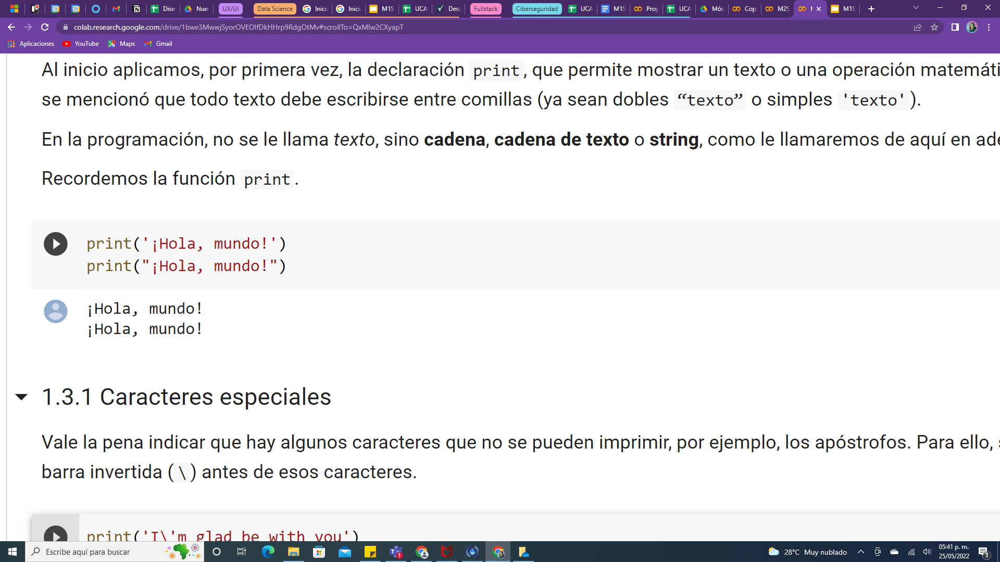 Dise
Nue
UX/UI
Data Science
Inicia
Inicia
M1S
UCA
Desa
Fullstack
Ciberseguridad
UCA
M1S
Proy
UCA
Mód
Copi
M2S
M1S
colab.research.google.com/drive/1bwe3MwwjSyorOVEOlfDkHHrp9RdgOtMv#scrollTo=QxMlw2CXyapT
Aplicaciones YouTube Maps Gmail
Al inicio aplicamos, por primera vez, la declaración print, que permite mostrar un texto o una operación matemáti
se mencionó que todo texto debe escribirse entre comillas (ya sean dobles “texto” o simples 'texto').
En la programación, no se le llama texto, sino cadena, cadena de texto o string, como le llamaremos de aquí en ade
Recordemos la función print.
print('¡Hola, mundo!')
print("¡Hola, mundo!")
¡Hola, mundo!
¡Hola, mundo!
1.3.1 Caracteres especiales
Vale la pena indicar que hay algunos caracteres que no se pueden imprimir, por ejemplo, los apóstrofos. Para ello, s
barra invertida (\) antes de esos caracteres.
print('I\'m glad be with you')
Escribe aquí para buscar
28°C Muy nublado
05:41 p. m.
25/05/2022
3